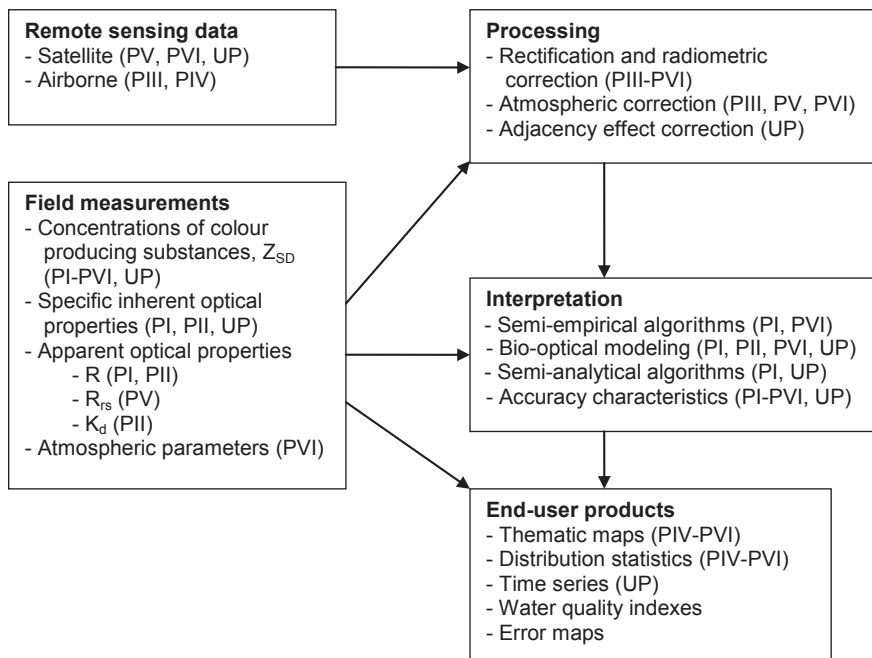 Remote sensing data
- Satellite (PV, PVI, UP)
- Airborne (PIII, PIV)
Processing
- Rectification and radiometric
correction (PIII-PVI)
- Atmospheric correction (PIII, PV, PVI)
- Adjacency effect correction (UP)
Field measurements
- Concentrations of colour
producing substances, Z_SD
(PI-PVI, UP)
- Specific inherent optical
properties (PI, PII, UP)
- Apparent optical properties
- R (PI, PII)
- R_rs (PV)
- K_d (PII)
- Atmospheric parameters (PVI)
Interpretation
- Semi-empirical algorithms (PI, PVI)
- Bio-optical modeling (PI, PII, PVI, UP)
- Semi-analytical algorithms (PI, UP)
- Accuracy characteristics (PI-PVI, UP)
End-user products
- Thematic maps (PIV-PVI)
- Distribution statistics (PIV-PVI)
- Time series (UP)
- Water quality indexes
- Error maps